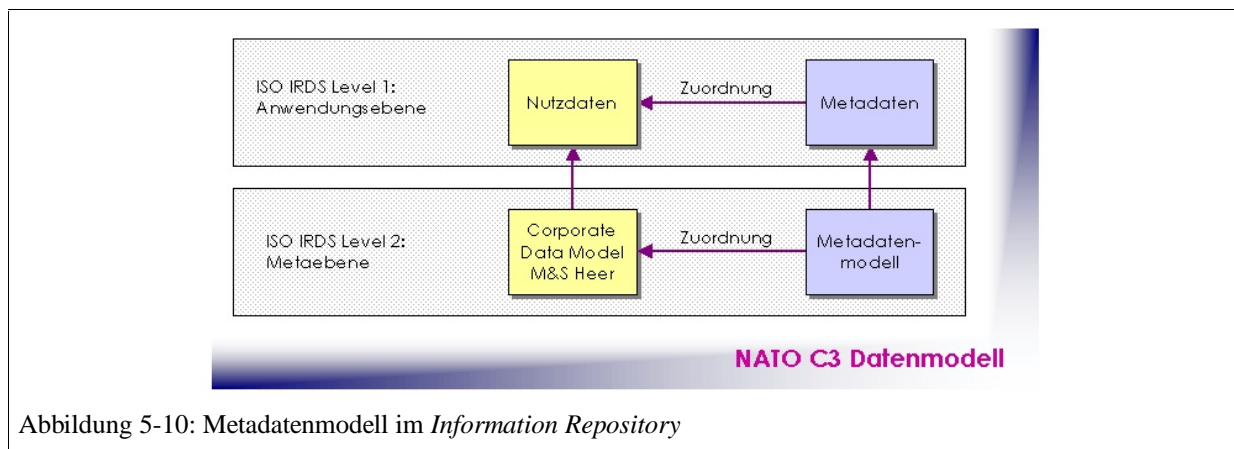 ISO IRDS Level 1:
Anwendungsebene
Nutzdaten
Zuordnung
Metadaten
ISO IRDS Level 2:
Metaebene
Corporate
Data Model
M&S Heer
Zuordnung
Metadaten-
modell
NATO C3 Datenmodell
Abbildung 5-10: Metadatenmodell im Information Repository